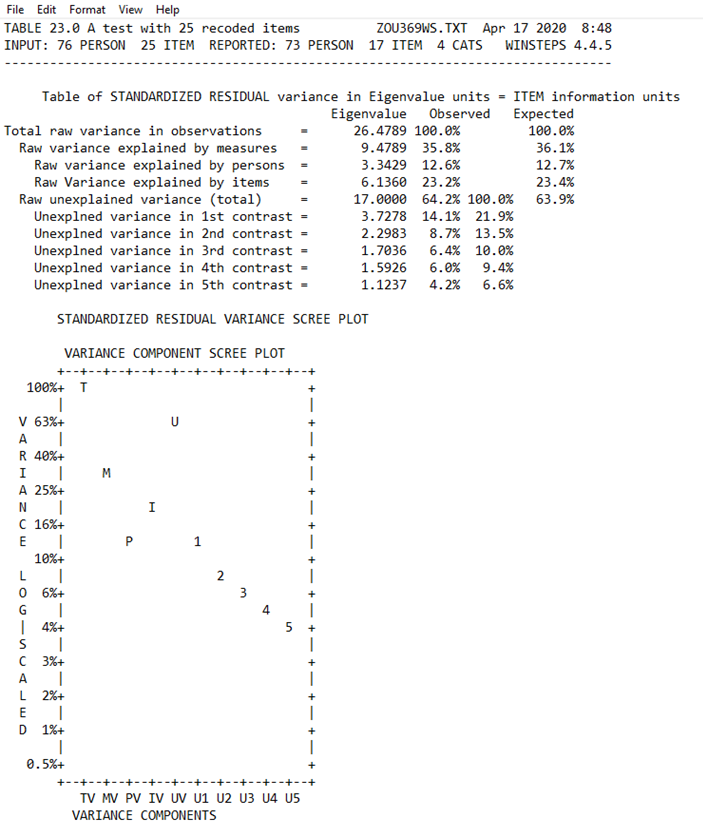 File Edit Format View Help
TABLE 23.0 A test with 25 recoded items          ZOU369WS.TXT  Apr 17 2020  8:48
INPUT: 76 PERSON  25 ITEM  REPORTED: 73 PERSON  17 ITEM  4 CATS   WINSTEPS 4.4.5
--------------------------------------------------------------------------------

     Table of STANDARDIZED RESIDUAL variance in Eigenvalue units = ITEM information units
                                           Eigenvalue   Observed   Expected
Total raw variance in observations     =      26.4789 100.0%         100.0%
  Raw variance explained by measures   =       9.4789  35.8%          36.1%
    Raw variance explained by persons  =       3.3429  12.6%          12.7%
    Raw Variance explained by items    =       6.1360  23.2%          23.4%
  Raw unexplained variance (total)     =      17.0000  64.2% 100.0%   63.9%
    Unexplned variance in 1st contrast =       3.7278  14.1%  21.9%
    Unexplned variance in 2nd contrast =       2.2983   8.7%  13.5%
    Unexplned variance in 3rd contrast =       1.7036   6.4%  10.0%
    Unexplned variance in 4th contrast =       1.5926   6.0%   9.4%
    Unexplned variance in 5th contrast =       1.1237   4.2%   6.6%

       STANDARDIZED RESIDUAL VARIANCE SCREE PLOT

        VARIANCE COMPONENT SCREE PLOT
       +--+--+--+--+--+--+--+--+--+--+--+
   100%+  T                             +
       |                                |
  V 63%+              U                 +
  A    |                                |
  R 40%+                                +
  I    |     M                          |
  A 25%+                                +
  N    |           I                    |
  C 16%+                                +
  E    |        P        1              |
    10%+                                +
  L    |                    2           |
  O  6%+                       3        +
  G    |                          4     |
  |  4%+                             5  +
  S    |                                |
  C  3%+                                +
  A    |                                |
  L  2%+                                +
  E    |                                |
  D  1%+                                +
       |                                |
   0.5%+                                +
       +--+--+--+--+--+--+--+--+--+--+--+
          TV MV PV IV UV U1 U2 U3 U4 U5
         VARIANCE COMPONENTS